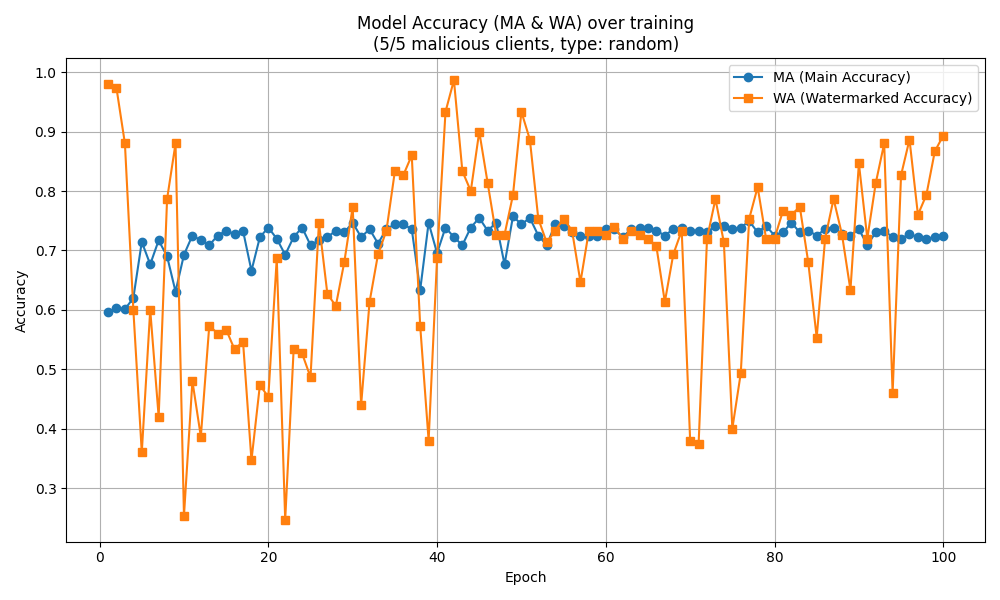 Model Accuracy (MA & WA) over training
(5/5 malicious clients, type: random)
MA (Main Accuracy)
WA (Watermarked Accuracy)
Accuracy
1.0
0.9
0.8
0.7
0.6
0.5
0.4
0.3
0 20 40 60 80 100
Epoch